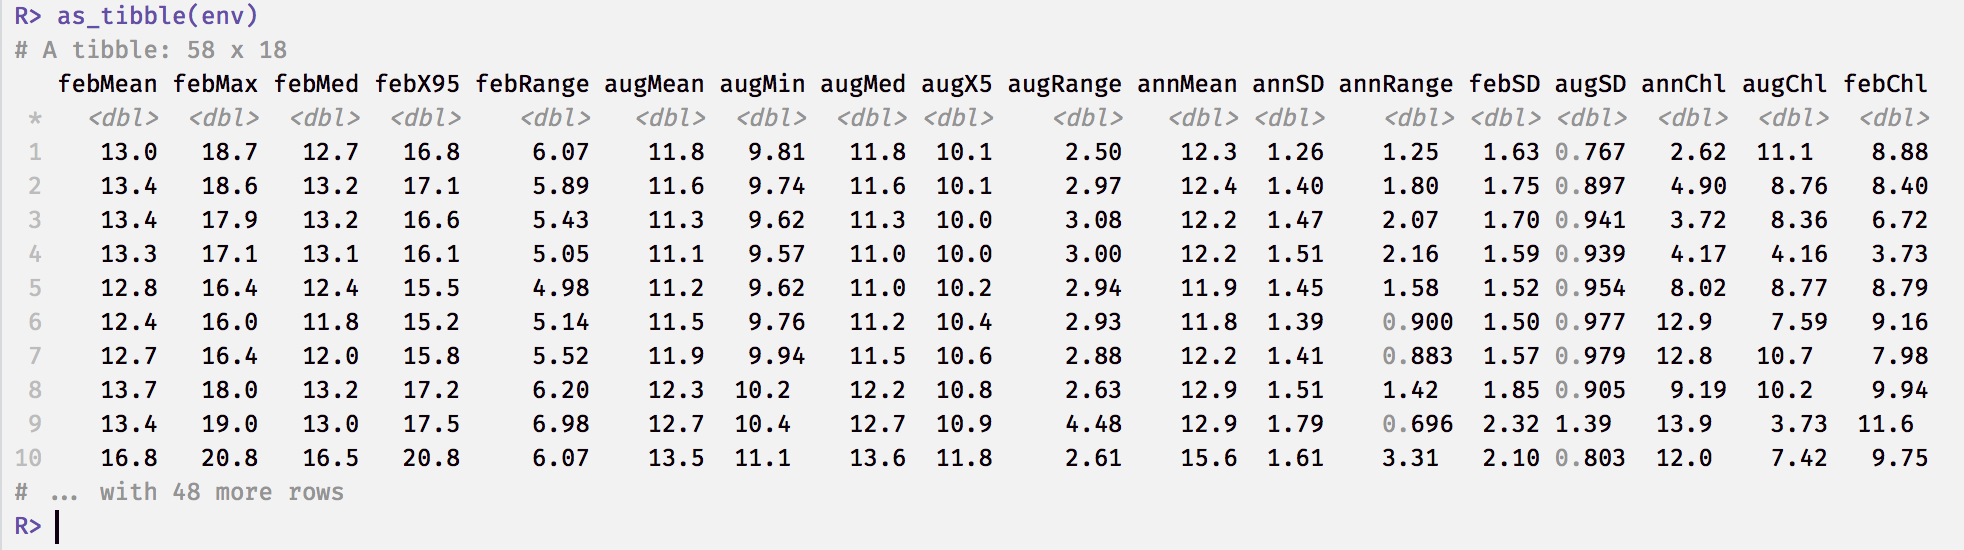 R> as_tibble(env)
# A tibble: 58 x 18
   febMean febMax febMed febX95 febRange augMean augMin augMed augX5 augRange annMean annSD annRange febSD augSD annChl augChl febChl
 *   <dbl>  <dbl>  <dbl>  <dbl>    <dbl>   <dbl>  <dbl>  <dbl> <dbl>    <dbl>   <dbl> <dbl>    <dbl> <dbl> <dbl>  <dbl>  <dbl>  <dbl>
 1    13.0   18.7   12.7   16.8     6.07    11.8   9.81   11.8  10.1     2.50    12.3  1.26    1.25   1.63 0.767   2.62  11.1    8.88
 2    13.4   18.6   13.2   17.1     5.89    11.6   9.74   11.6  10.1     2.97    12.4  1.40    1.80   1.75 0.897   4.90   8.76   8.40
 3    13.4   17.9   13.2   16.6     5.43    11.3   9.62   11.3  10.0     3.08    12.2  1.47    2.07   1.70 0.941   3.72   8.36   6.72
 4    13.3   17.1   13.1   16.1     5.05    11.1   9.57   11.0  10.0     3.00    12.2  1.51    2.16   1.59 0.939   4.17   4.16   3.73
 5    12.8   16.4   12.4   15.5     4.98    11.2   9.62   11.0  10.2     2.94    11.9  1.45    1.58   1.52 0.954   8.02   8.77   8.79
 6    12.4   16.0   11.8   15.2     5.14    11.5   9.76   11.2  10.4     2.93    11.8  1.39    0.900  1.50 0.977  12.9    7.59   9.16
 7    12.7   16.4   12.0   15.8     5.52    11.9   9.94   11.5  10.6     2.88    12.2  1.41    0.883  1.57 0.979  12.8   10.7    7.98
 8    13.7   18.0   13.2   17.2     6.20    12.3  10.2    12.2  10.8     2.63    12.9  1.51    1.42   1.85 0.905   9.19  10.2    9.94
 9    13.4   19.0   13.0   17.5     6.98    12.7  10.4    12.7  10.9     4.48    12.9  1.79    0.696  2.32 1.39   13.9    3.73  11.6
10    16.8   20.8   16.5   20.8     6.07    13.5  11.1    13.6  11.8     2.61    15.6  1.61    3.31   2.10 0.803  12.0    7.42   9.75
# … with 48 more rows
R>